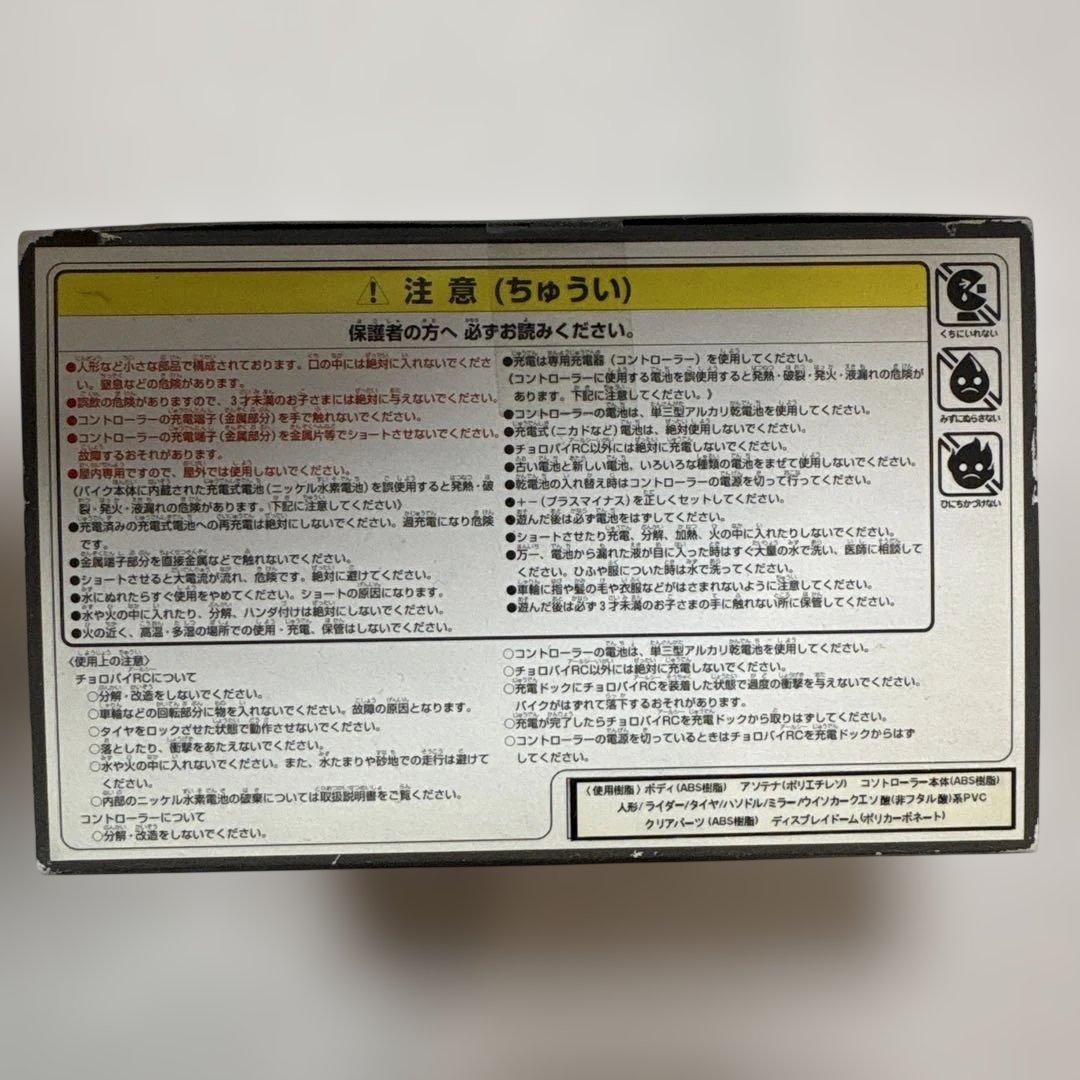 ⚠ 注意 (ちゅうい)
保護者の方へ 必ずお読みください。
●人形など小さな部品で構成されております。口の中には絶対に入れないでくださ
い。窒息などの危険があります。
●誤飲の危険がありますので、3才未満のお子さまには絶対に与えないでください。
●コントローラーの充電端子(金属部分)を手で触れないでください。
●コントローラーの充電端子(金属部分)を金属片等でショートさせないでください。
故障するおそれがあります。
●屋内専用ですので、屋外では使用しないでください。
《バイク本体に内蔵された充電式電池(ニッケル水素電池)を誤使用すると発熱・破
裂・発火・液漏れの危険があります。下記に注意してください》
●充電済みの充電式電池への再充電は絶対にしないでください。過充電になり危険
です。
●金属端子部分を直接金属などで触れないでください。
●ショートさせると大電流が流れ、危険です。絶対に避けてください。
●水にぬれたらすぐ使用をやめてください。ショートの原因になります。
●水や火の中に入れたり、分解、ハンダ付けは絶対にしないでください。
●火の近く、高温・多湿の場所での使用・充電、保管はしないでください。
●充電は専用充電器(コントローラー)を使用してください。
《コントローラーに使用する電池を誤使用すると発熱・破裂・発火・液漏れの危険が
あります。下記に注意してください。》
●コントローラーの電池は、単三型アルカリ乾電池を使用してください。
●充電式(ニカドなど)電池は、絶対使用しないでください。
●チョロバイRC以外には絶対に充電しないでください。
●古い電池と新しい電池、いろいろな種類の電池をまぜて使用しないでください。
●乾電池の入れ替え時はコントローラーの電源を切って行ってください。
●+-(プラスマイナス)を正しくセットしてください。
●遊んだ後は必ず電池をはずしてください。
●ショートさせたり充電、分解、加熱、火の中に入れたりしないでください。
●万一、電池から漏れた液が目に入った時はすぐ大量の水で洗い、医師に相談して
ください。ひふや服についた時は水で洗ってください。
●車輪に指や髪の毛や衣服などがはさまれないように注意してください。
●遊んだ後は必ず3才未満のお子さまの手に触れない所に保管してください。
くちにいれない
みずにぬらさない
ひにちかづけない
〈使用上の注意〉
チョロバイRCについて
○分解・改造をしないでください。
○車輪などの回転部分に物を入れないでください。故障の原因となります。
○タイヤをロックさせた状態で動作させないでください。
○落としたり、衝撃をあたえないでください。
○水や火の中に入れないでください。また、水たまりや砂地での走行は避けて
ください。
○内部のニッケル水素電池の破棄については取扱説明書をご覧ください。
コントローラーについて
○分解・改造をしないでください。
○コントローラーの電池は、単三型アルカリ乾電池を使用してください。
○チョロバイRC以外には絶対に充電しないでください。
○充電ドックにチョロバイRCを装着した状態で過度の衝撃を与えないでください。
バイクがはずれて落下するおそれがあります。
○充電が完了したらチョロバイRCを充電ドックから取りはずしてください。
○コントローラーの電源を切っているときはチョロバイRCを充電ドックからはず
してください。
〈使用樹脂〉ボディ(ABS樹脂) アソテナ(ポリエチレソ) コソトローラー本体(ABS樹脂)
人形/ライダー/タイヤ/ハソドル/ミラー/ウイソカークエソ酸(非フタル酸)系PVC
クリアパーツ(ABS樹脂) ディスプレイドーム(ポリカーボネート)